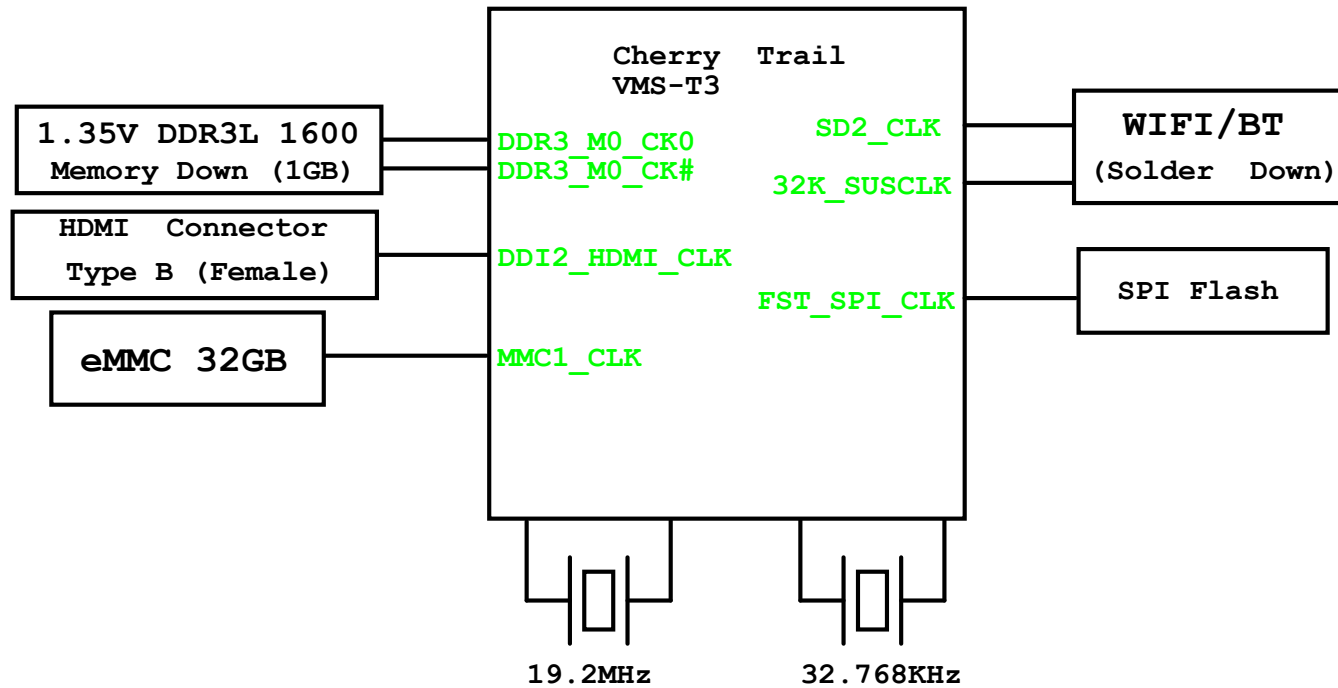 Cherry Trail
VMS-T3
1.35V DDR3L 1600
Memory Down (1GB)
DDR3_M0_CK0
DDR3_M0_CK#
HDMI Connector
Type B (Female)
DDI2_HDMI_CLK
eMMC 32GB
MMC1_CLK
SD2_CLK
32K_SUSCLK
WIFI/BT
(Solder Down)
FST_SPI_CLK
SPI Flash
19.2MHz
32.768KHz